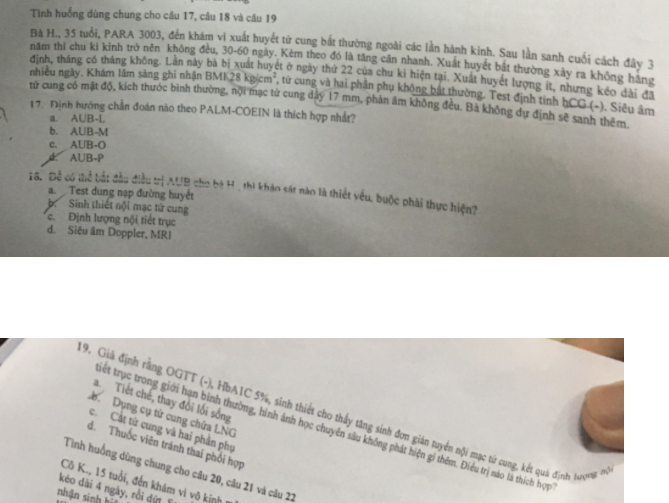 Tình huống dùng chung cho câu 17, câu 18 và câu 19
Bà H., 35 tuổi, PARA 3003, đến khám vì xuất huyết tử cung bất thường ngoài các lần hành kinh. Sau lần sanh cuối cách đây 3
năm thì chu kì kinh trở nên không đều, 30-60 ngày. Kèm theo đó là tăng cân nhanh. Xuất huyết bất thường xảy ra không hằng
định, tháng có tháng không. Lần này bà bị xuất huyết ở ngày thứ 22 của chu kì hiện tại. Xuất huyết lượng ít, nhưng kéo dài đã
nhiều ngày. Khám lâm sàng ghi nhận BMI 28 kg/cm², tử cung và hai phần phụ không bất thường. Test định tính hCG (-). Siêu âm
tử cung có mật độ, kích thước bình thường, nội mạc tử cung dầy 17 mm, phản âm không đều. Bà không dự định sẽ sanh thêm.
17. Định hướng chẩn đoán nào theo PALM-COEIN là thích hợp nhất?
a. AUB-L
b. AUB-M
c. AUB-O
d. AUB-P
18. Để có thể bắt đầu điều trị AUB cho bà H., thì khảo sát nào là thiết yếu, buộc phải thực hiện?
a. Test dung nạp đường huyết
b. Sinh thiết nội mạc tử cung
c. Định lượng nội tiết trục
d. Siêu âm Doppler, MRI
19. Giả định rằng OGTT (-), HbA1C 5%, sinh thiết cho thấy tăng sinh đơn giản tuyến nội mạc tử cung, kết quả định lượng nội
tiết trục trong giới hạn bình thường, hình ảnh học chuyên sâu không phát hiện gì thêm. Điều trị nào là thích hợp?
a. Tiết chế, thay đổi lối sống
b. Dụng cụ tử cung chứa LNG
c. Cắt tử cung và hai phần phụ
d. Thuốc viên tránh thai phối hợp
Tình huống dùng chung cho câu 20, câu 21 và câu 22
Cô K., 15 tuổi, đến khám vì vô kinh
kéo dài 4 ngày, rồi dứt.
nhận sinh